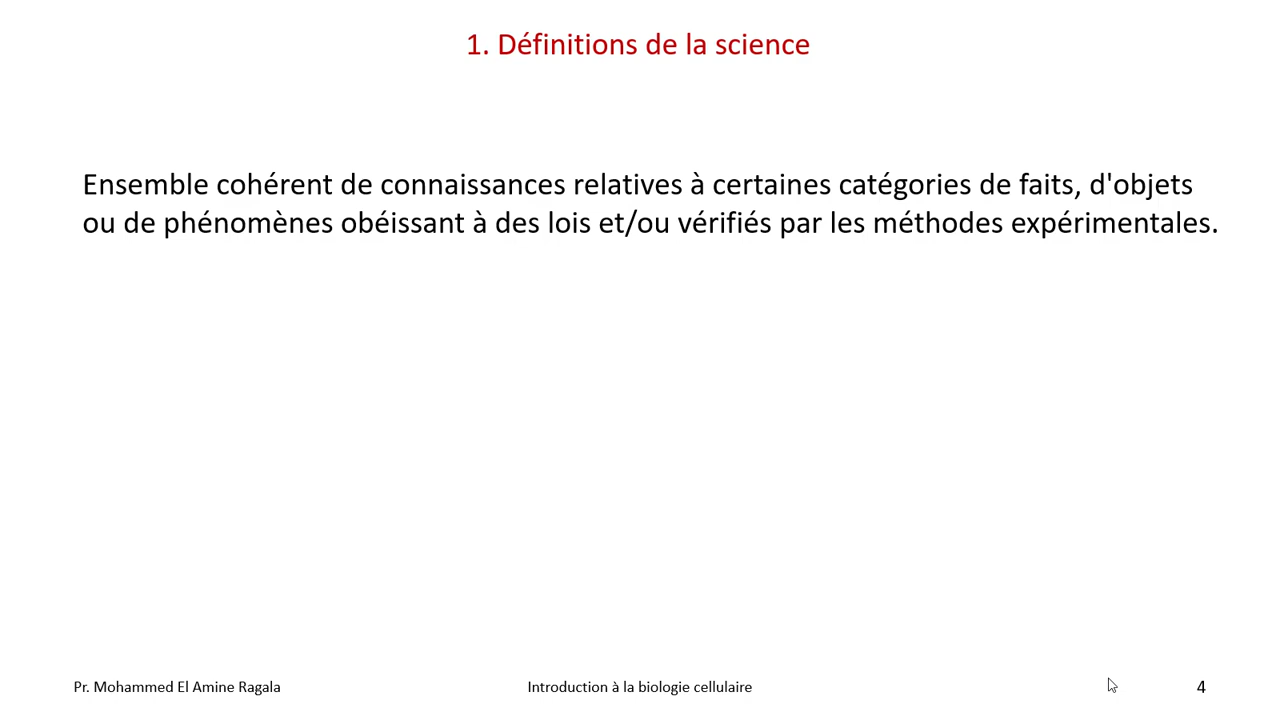 1. Définitions de la science
Ensemble cohérent de connaissances relatives à certaines catégories de faits, d'objets
ou de phénomènes obéissant à des lois et/ou vérifiés par les méthodes expérimentales.
Pr. Mohammed El Amine Ragala
Introduction à la biologie cellulaire
4